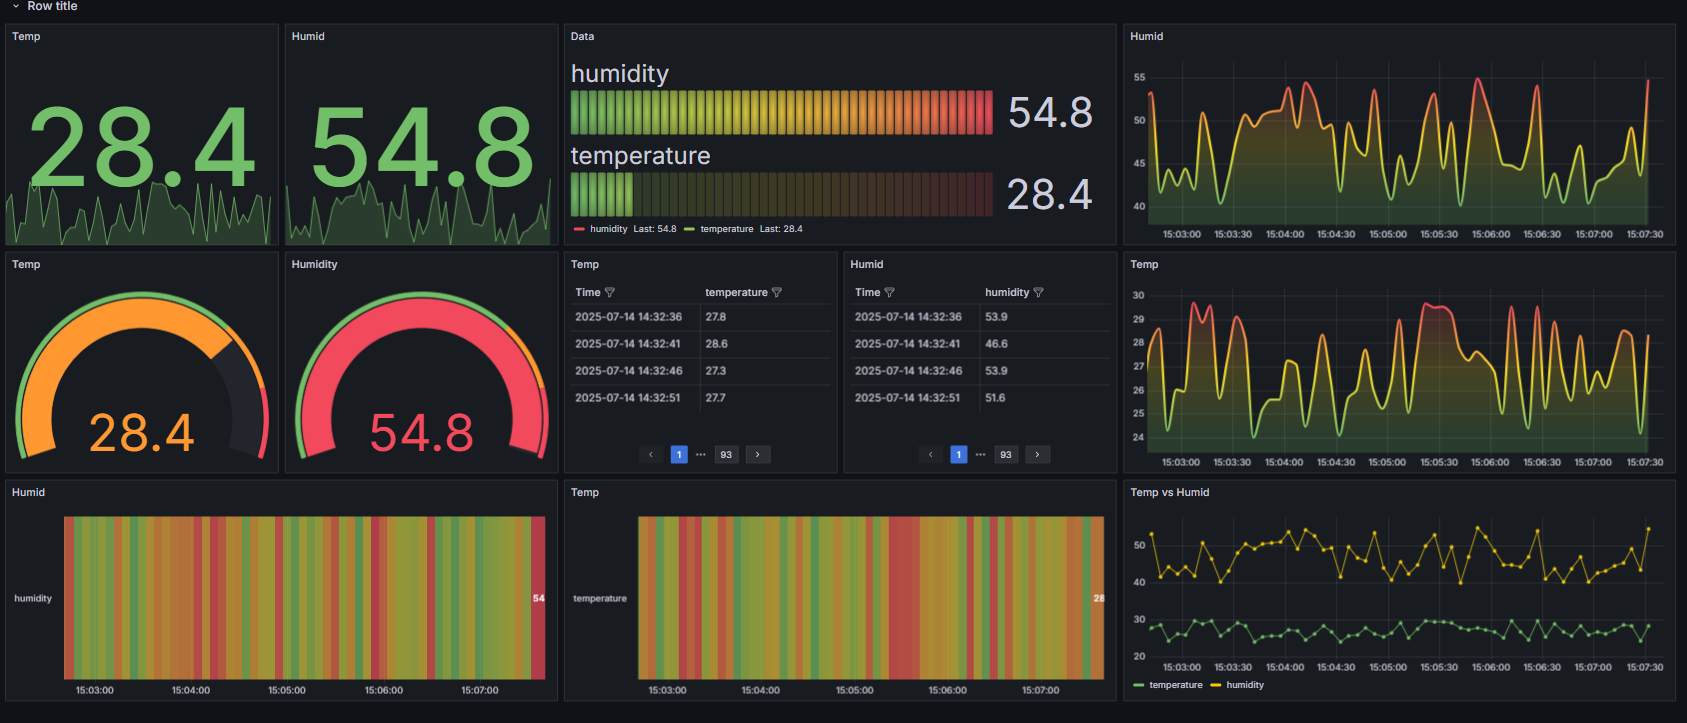 Row title
Temp
28.4
Humid
54.8
Data
humidity
54.8
temperature
28.4
humidity Last: 54.8 temperature Last: 28.4
Humid
55
50
45
40
15:03:00 15:03:30 15:04:00 15:04:30 15:05:00 15:05:30 15:06:00 15:06:30 15:07:00 15:07:30
Temp
28.4
Humidity
54.8
Temp
Time temperature
2025-07-14 14:32:36 27.8
2025-07-14 14:32:41 28.6
2025-07-14 14:32:46 27.3
2025-07-14 14:32:51 27.7
1 ••• 93
Humid
Time humidity
2025-07-14 14:32:36 53.9
2025-07-14 14:32:41 46.6
2025-07-14 14:32:46 53.9
2025-07-14 14:32:51 51.6
1 ••• 93
Temp
30
29
28
27
26
25
24
15:03:00 15:03:30 15:04:00 15:04:30 15:05:00 15:05:30 15:06:00 15:06:30 15:07:00 15:07:30
Humid
humidity 54
15:03:00 15:04:00 15:05:00 15:06:00 15:07:00
Temp
temperature 28
15:03:00 15:04:00 15:05:00 15:06:00 15:07:00
Temp vs Humid
50
40
30
20
15:03:00 15:03:30 15:04:00 15:04:30 15:05:00 15:05:30 15:06:00 15:06:30 15:07:00 15:07:30
temperature humidity